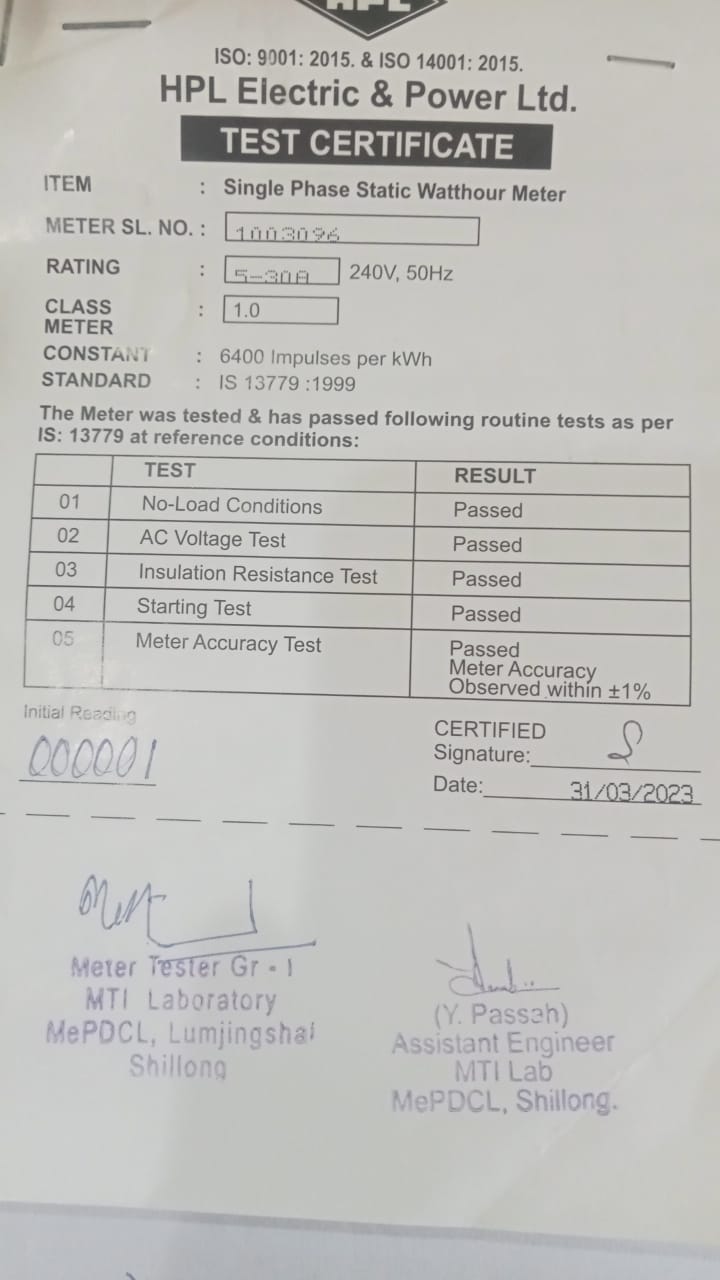 HPL
ISO: 9001: 2015. & ISO 14001: 2015.
HPL Electric & Power Ltd.
TEST CERTIFICATE
ITEM : Single Phase Static Watthour Meter
METER SL. NO. : 1003096
RATING : 5-30A 240V, 50Hz
CLASS : 1.0
METER
CONSTANT : 6400 Impulses per kWh
STANDARD : IS 13779 :1999
The Meter was tested & has passed following routine tests as per
IS: 13779 at reference conditions:
TEST RESULT
01 No-Load Conditions Passed
02 AC Voltage Test Passed
03 Insulation Resistance Test Passed
04 Starting Test Passed
05 Meter Accuracy Test Passed
Meter Accuracy
Observed within ±1%
Initial Reading
000001
CERTIFIED
Signature:
Date: 31/03/2023
Meter Tester Gr - I
MTI Laboratory
MePDCL, Lumjingshai
Shillong
(Y. Passah)
Assistant Engineer
MTI Lab
MePDCL, Shillong.